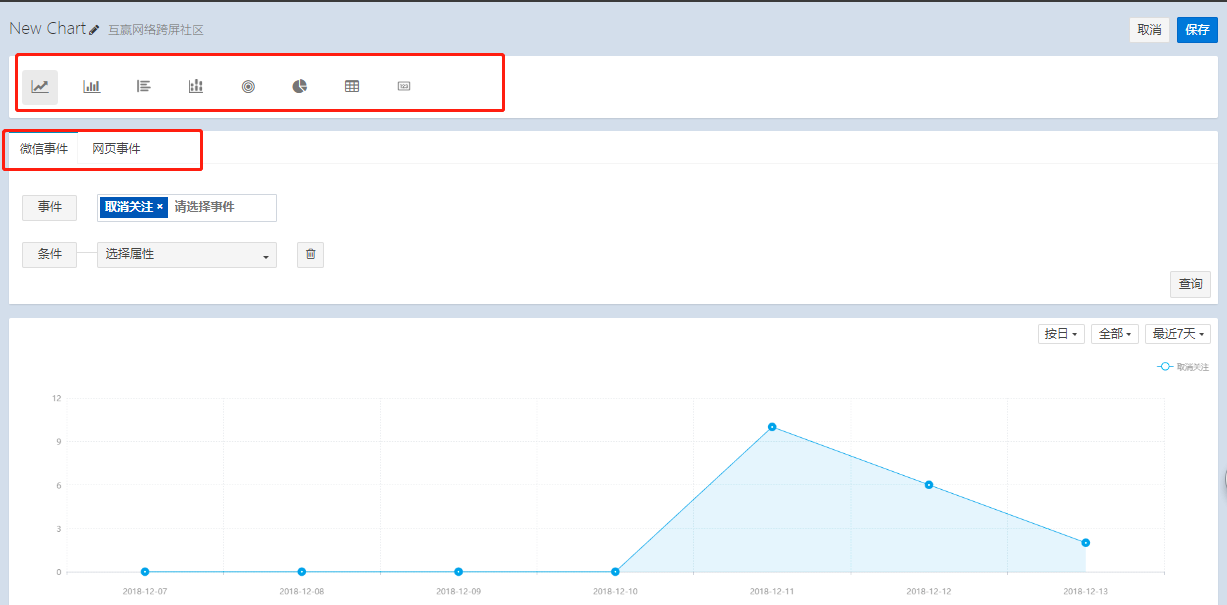 New Chart 互赢网络跨屏社区
取消 保存
123
微信事件 网页事件
事件 取消关注 × 请选择事件
条件 选择属性
查询
按日 全部 最近7天
取消关注
12
9
6
3
0
2018-12-07 2018-12-08 2018-12-09 2018-12-10 2018-12-11 2018-12-12 2018-12-13